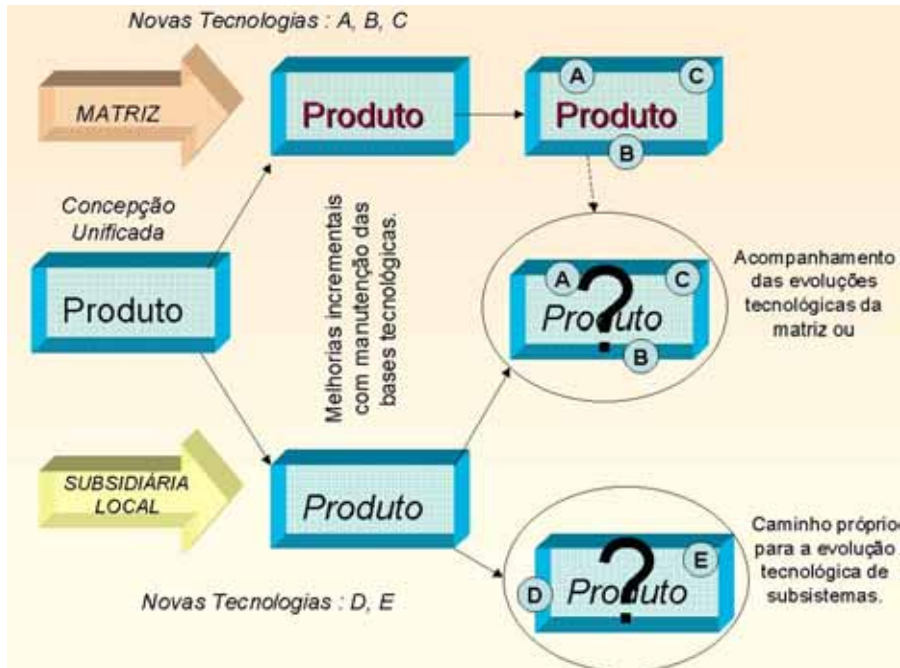 Novas Tecnologias : A, B, C
MATRIZ
Produto
A
C
Produto
B
Concepção
Unificada
Produto
Melhorias incrementais
com manutenção das
bases tecnológicas.
A
?
C
Produto
B
Acompanhamento
das evoluções
tecnológicas da
matriz ou
SUBSIDIÁRIA
LOCAL
Produto
?
E
D
Produto
Caminho próprio
para a evolução
tecnológica de
subsistemas.
Novas Tecnologias : D, E